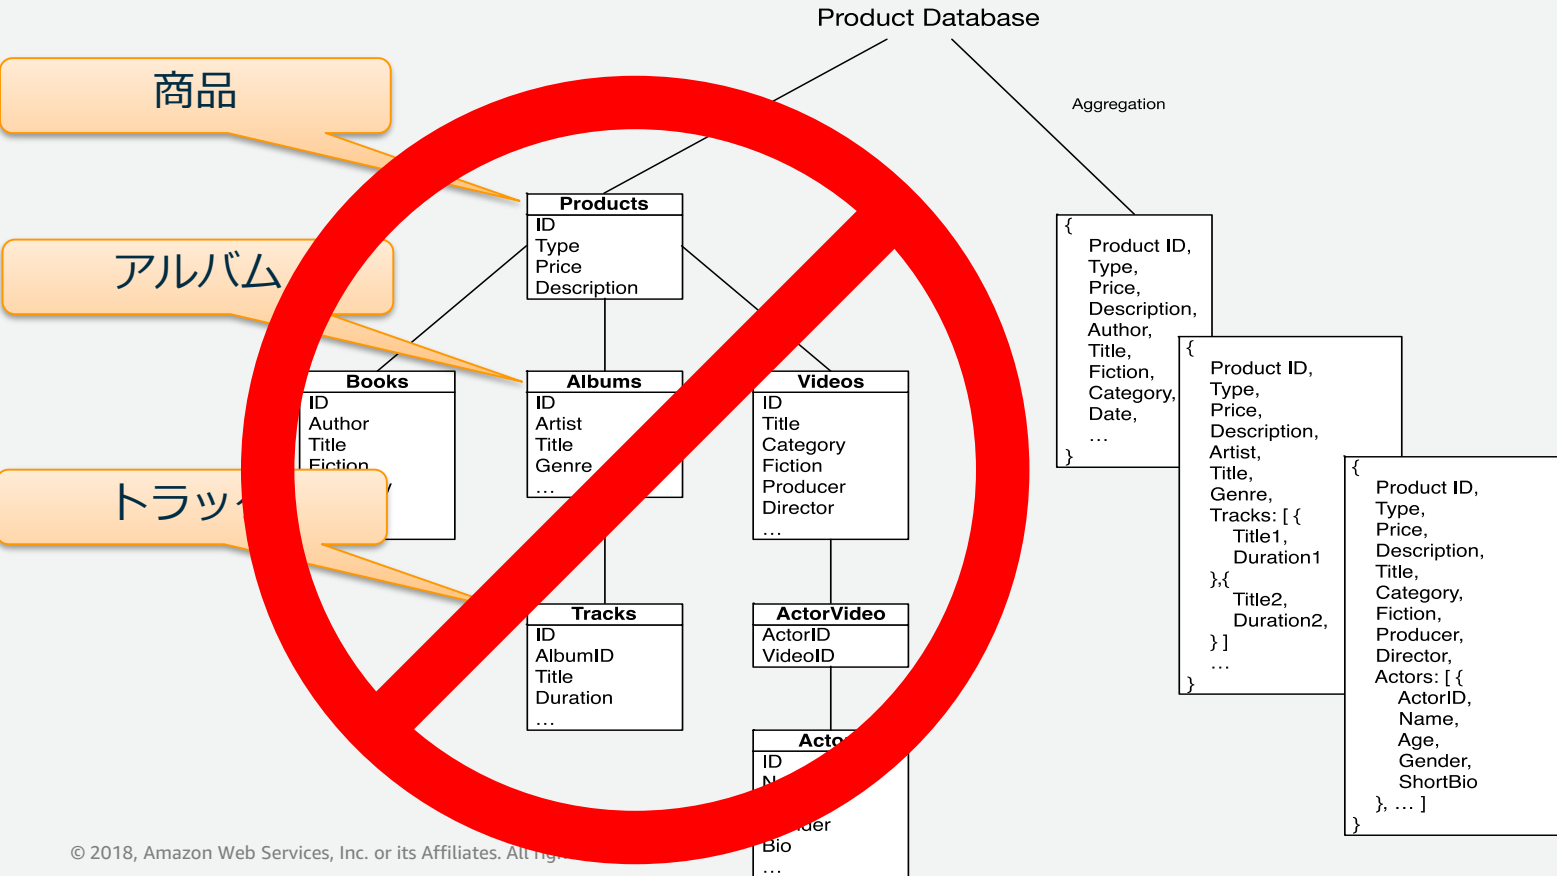 Product Database
Aggregation
商品
アルバム
Products
ID
Type
Price
Description
Books
ID
Author
Title
Fiction
Albums
ID
Artist
Title
Genre
…
Videos
ID
Title
Category
Fiction
Producer
Director
…
Tracks
ID
AlbumID
Title
Duration
…
ActorVideo
ActorID
VideoID
ID
Bio
…
{
Product ID,
Type,
Price,
Description,
Author,
Title,
Fiction,
Category,
Date,
…
}
{
Product ID,
Type,
Price,
Description,
Artist,
Title,
Genre,
Tracks: [ {
Title1,
Duration1
},{
Title2,
Duration2,
} ]
…
}
{
Product ID,
Type,
Price,
Description,
Title,
Category,
Fiction,
Producer,
Director,
Actors: [ {
ActorID,
Name,
Age,
Gender,
ShortBio
}, … ]
}
© 2018, Amazon Web Services, Inc. or its Affiliates. All